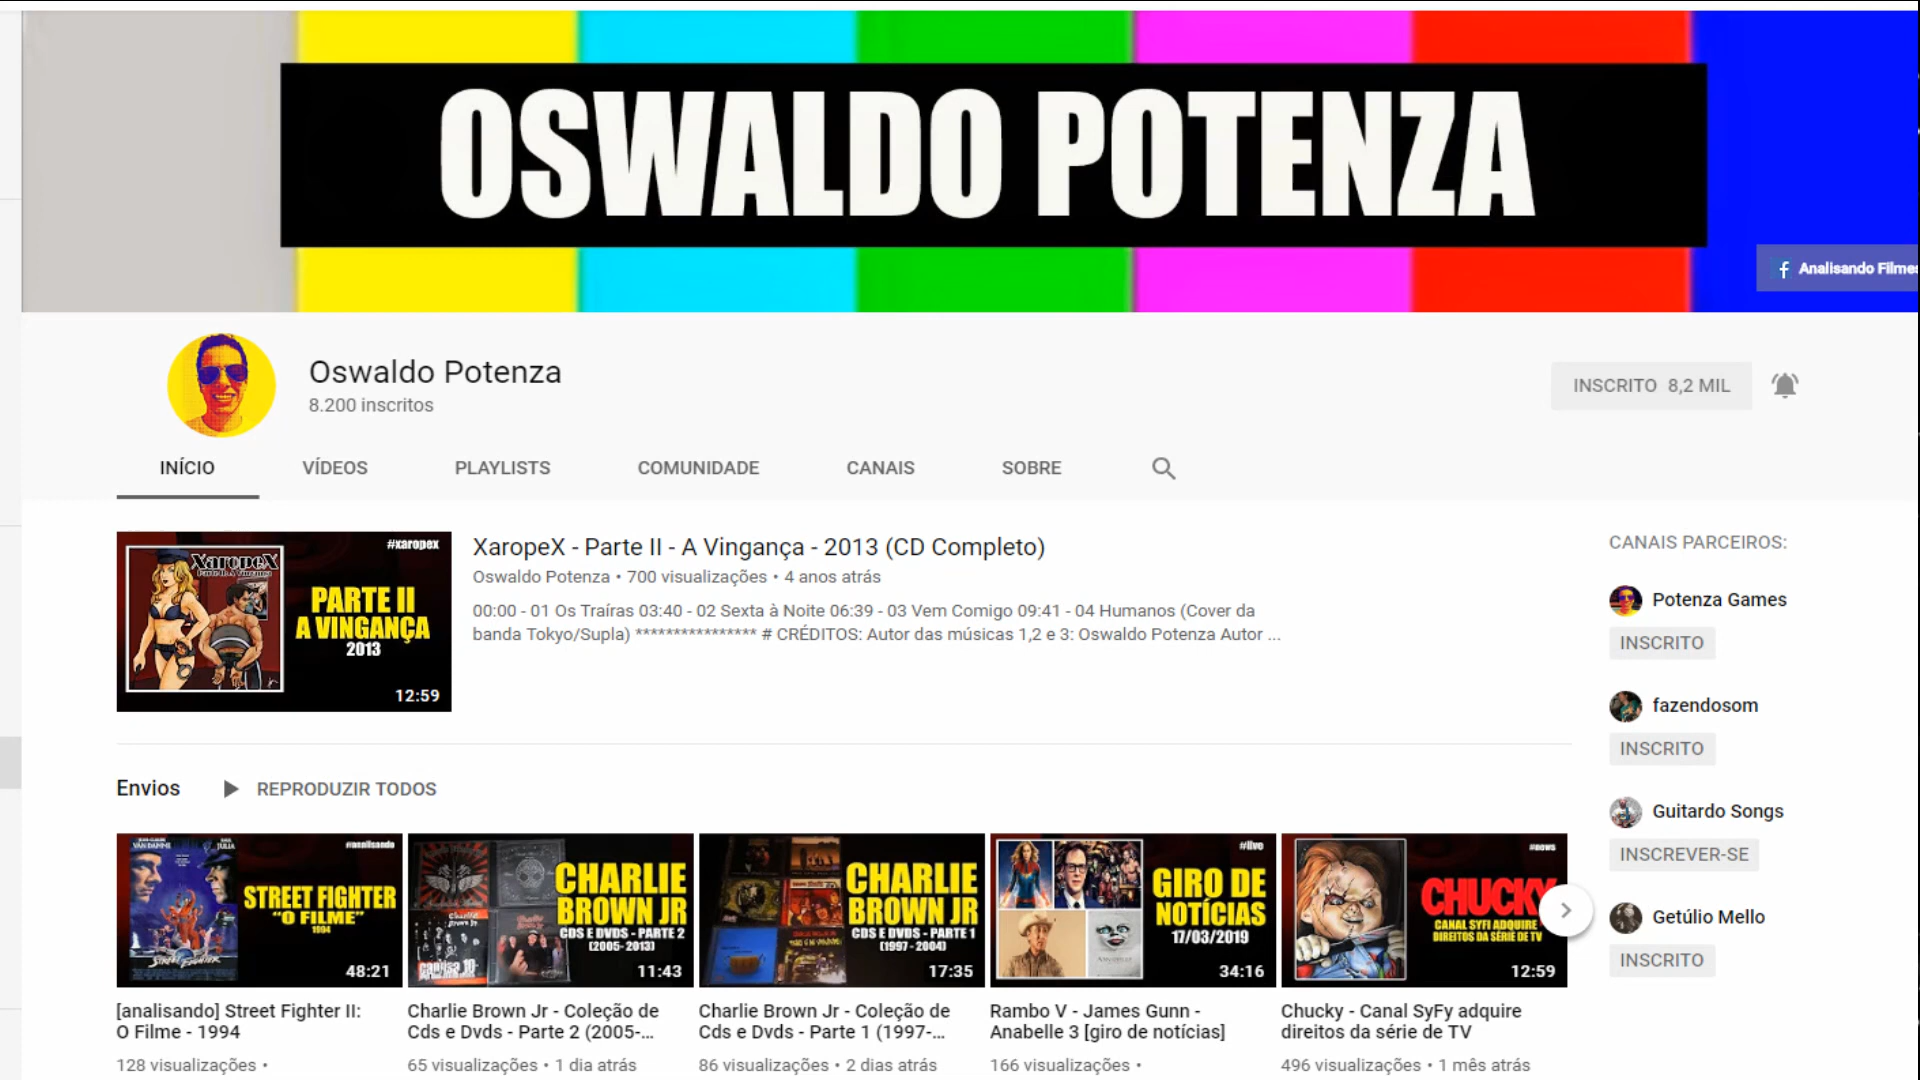 OSWALDO POTENZA
Analisando Filmes
Oswaldo Potenza
8.200 inscritos
INSCRITO 8,2 MIL
INÍCIO VÍDEOS PLAYLISTS COMUNIDADE CANAIS SOBRE
#xaropex
XaropeX
PARTE II
A VINGANÇA
2013
12:59
XaropeX - Parte II - A Vingança - 2013 (CD Completo)
Oswaldo Potenza • 700 visualizações • 4 anos atrás
00:00 - 01 Os Traíras 03:40 - 02 Sexta à Noite 06:39 - 03 Vem Comigo 09:41 - 04 Humanos (Cover da
banda Tokyo/Supla) **************** # CRÉDITOS: Autor das músicas 1,2 e 3: Oswaldo Potenza Autor ...
CANAIS PARCEIROS:
Potenza Games
INSCRITO
fazendosom
INSCRITO
Guitardo Songs
INSCREVER-SE
Getúlio Mello
INSCRITO
Envios REPRODUZIR TODOS
VAN DAMME
JULIA
#analisando
STREET FIGHTER
“O FILME”
1994
STREET FIGHTER
48:21
[analisando] Street Fighter II:
O Filme - 1994
128 visualizações •
CHARLIE
BROWN JR
CDS E DVDS - PARTE 2
(2005- 2013)
11:43
Charlie Brown Jr - Coleção de
Cds e Dvds - Parte 2 (2005-...
65 visualizações • 1 dia atrás
CHARLIE
BROWN JR
CDS E DVDS - PARTE 1
(1997 - 2004)
17:35
Charlie Brown Jr - Coleção de
Cds e Dvds - Parte 1 (1997-...
86 visualizações • 2 dias atrás
#live
GIRO DE
NOTÍCIAS
17/03/2019
34:16
Rambo V - James Gunn -
Anabelle 3 [giro de notícias]
166 visualizações •
#news
CHUCKY
CANAL SYFI ADQUIRE
DIREITOS DA SÉRIE DE TV
12:59
Chucky - Canal SyFy adquire
direitos da série de TV
496 visualizações • 1 mês atrás